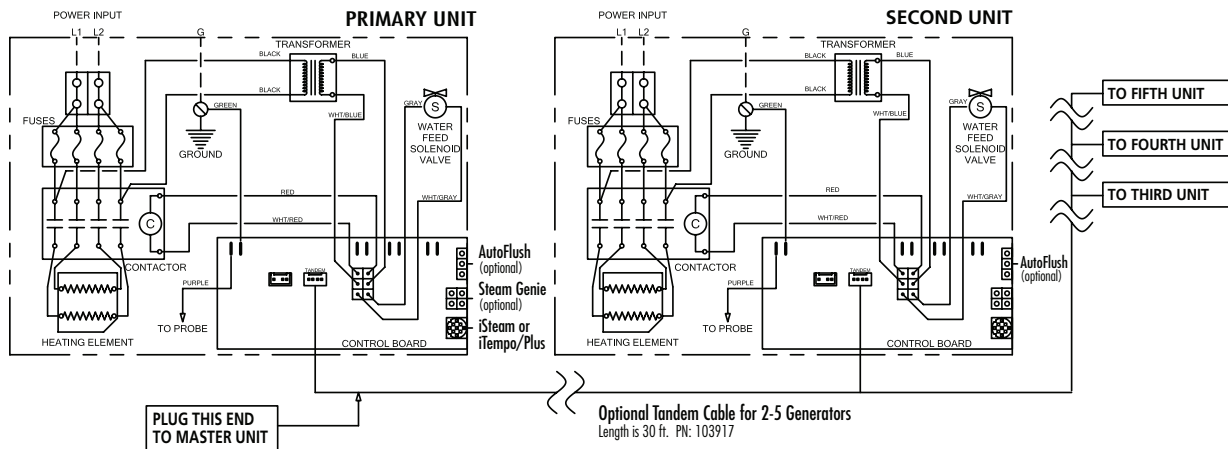 PRIMARY UNIT
POWER INPUT
L1 L2
G
TRANSFORMER
BLACK
BLUE
BLACK
GREEN
WHT/BLUE
GRAY
S
WATER
FEED
SOLENOID
VALVE
FUSES
GROUND
RED
WHT/RED
WHT/GRAY
C
CONTACTOR
TANDEM
PURPLE
TO PROBE
HEATING ELEMENT
CONTROL BOARD
AutoFlush
(optional)
Steam Genie
(optional)
iSteam or
iTempo/Plus
SECOND UNIT
POWER INPUT
L1 L2
G
TRANSFORMER
BLACK
BLUE
BLACK
GREEN
WHT/BLUE
GRAY
S
WATER
FEED
SOLENOID
VALVE
FUSES
GROUND
RED
WHT/RED
WHT/GRAY
C
CONTACTOR
TANDEM
PURPLE
TO PROBE
HEATING ELEMENT
CONTROL BOARD
AutoFlush
(optional)
TO FIFTH UNIT
TO FOURTH UNIT
TO THIRD UNIT
PLUG THIS END
TO MASTER UNIT
Optional Tandem Cable for 2-5 Generators
Length is 30 ft. PN: 103917